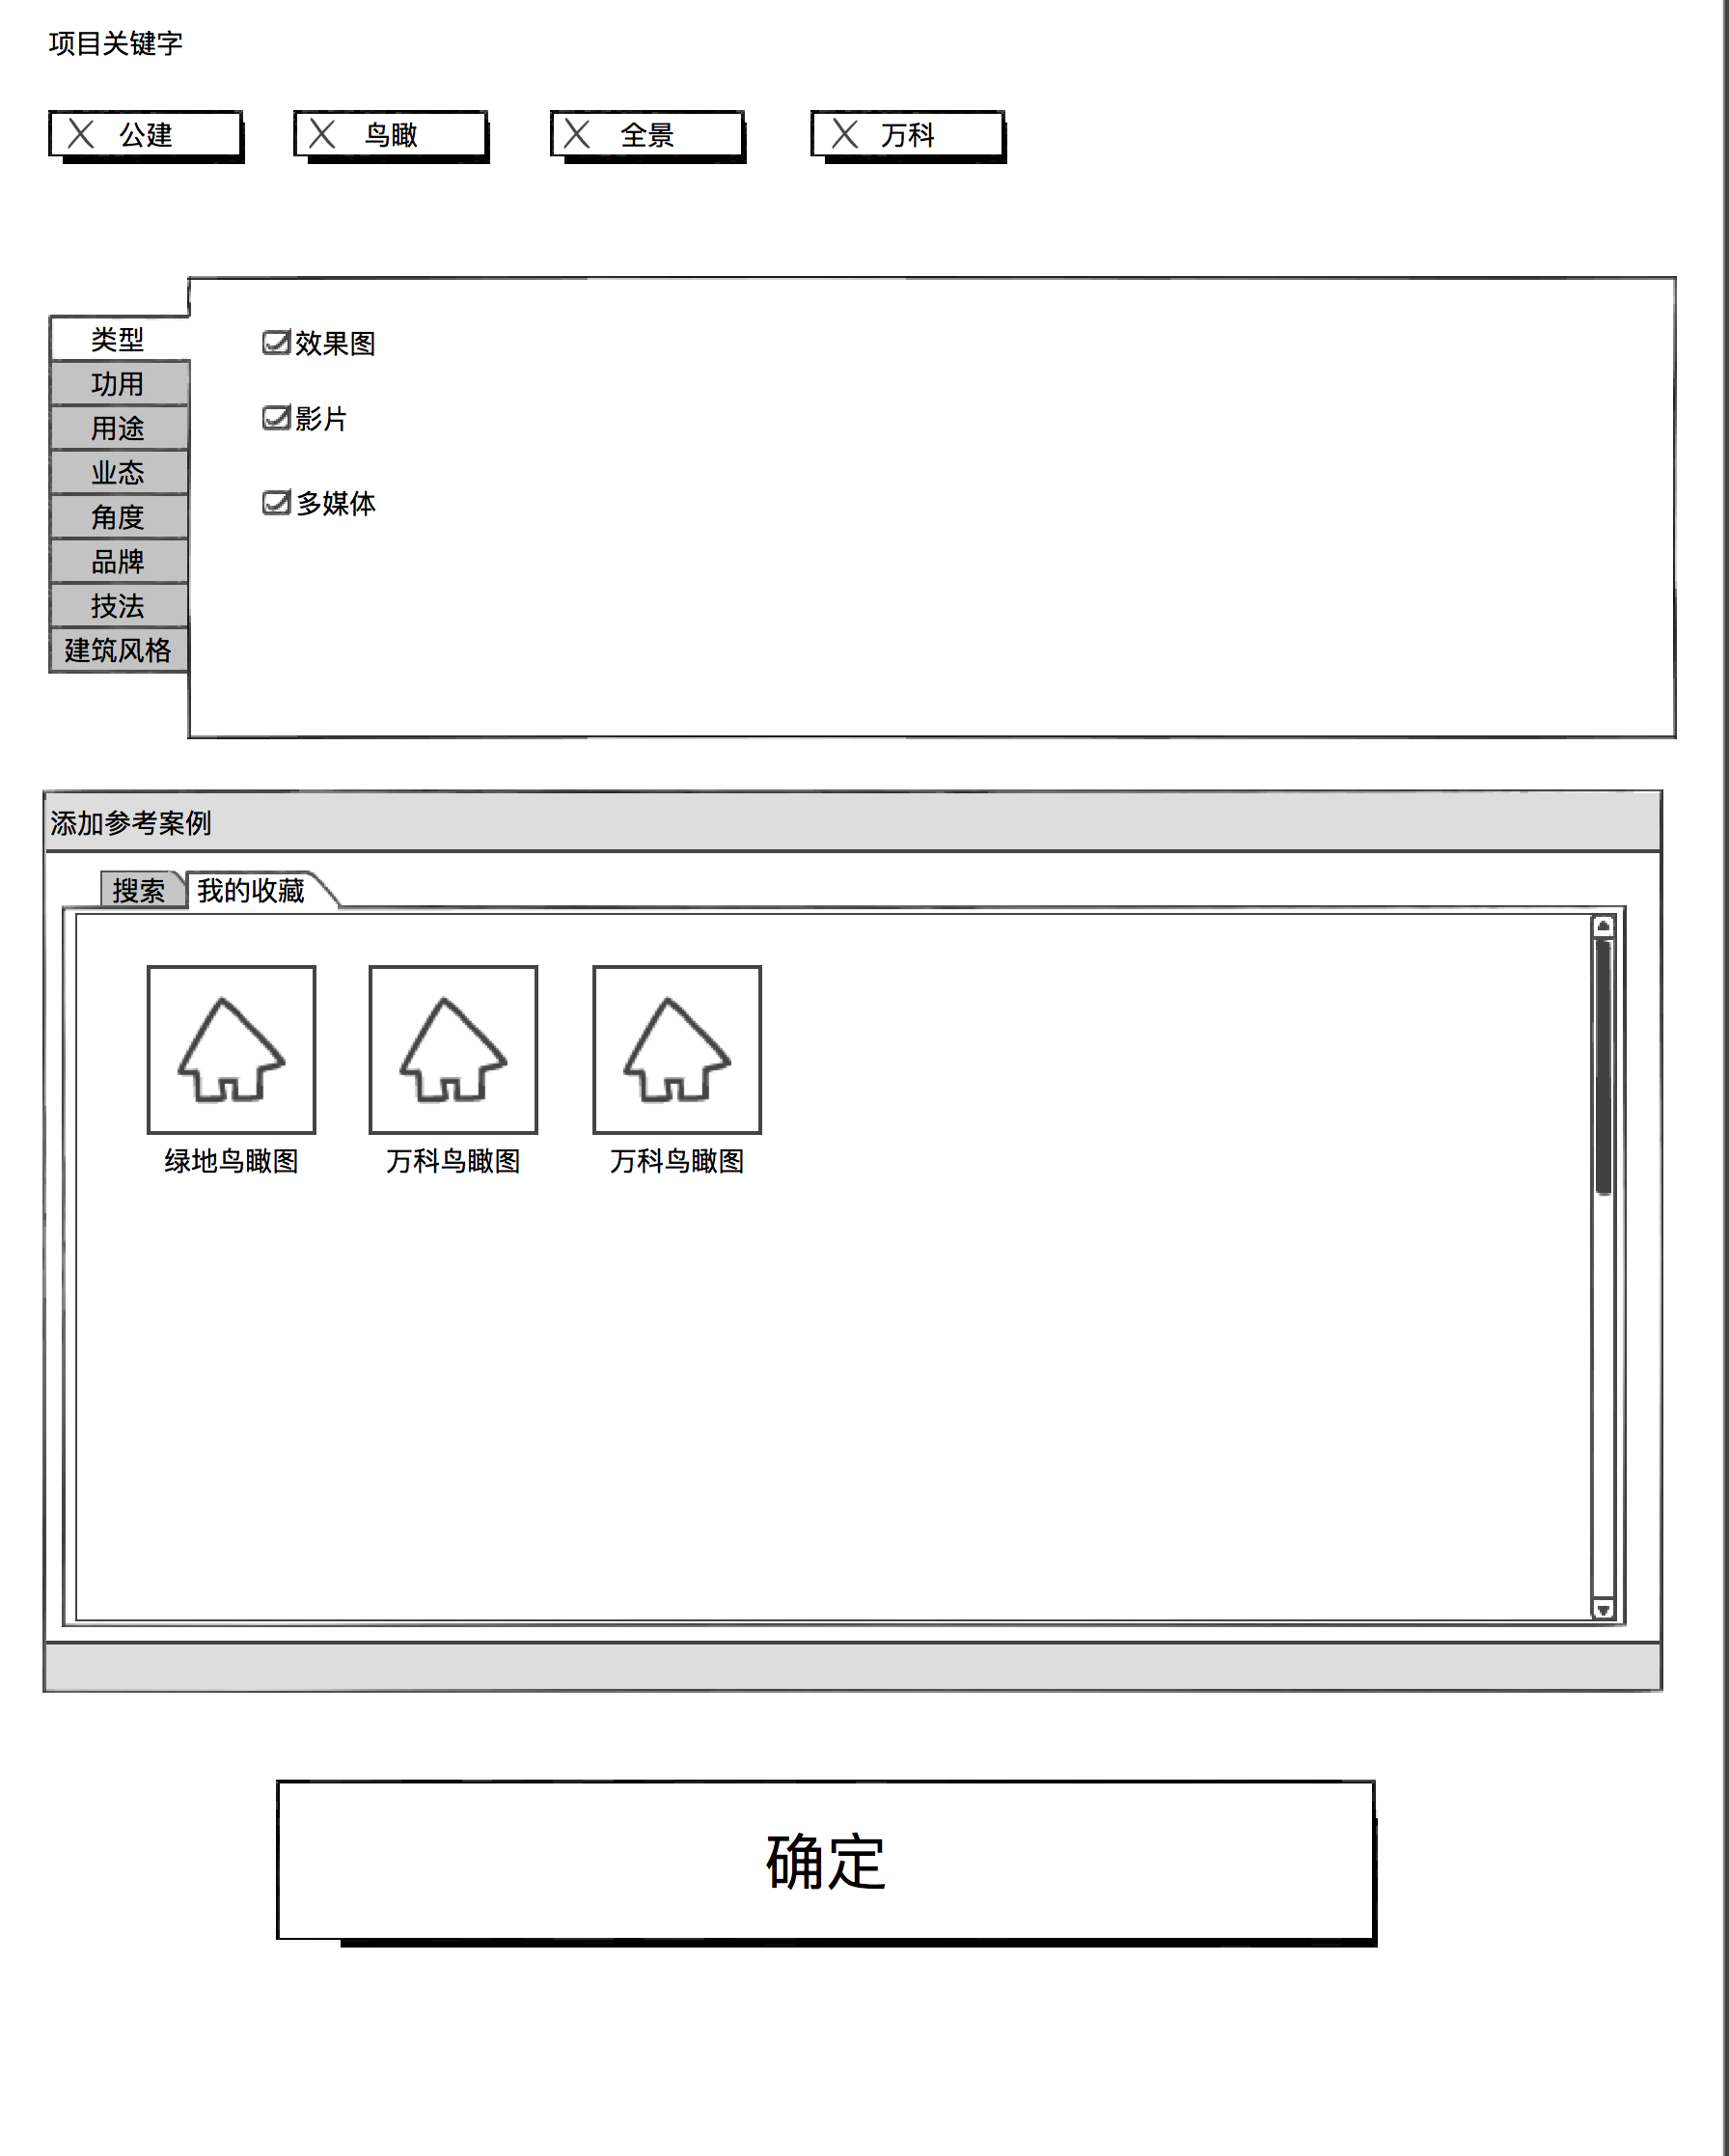 项目关键字
公建 鸟瞰 全景 万科
类型
功用
用途
业态
角度
品牌
技法
建筑风格
效果图
影片
多媒体
添加参考案例
搜索 我的收藏
绿地鸟瞰图 万科鸟瞰图 万科鸟瞰图
确定